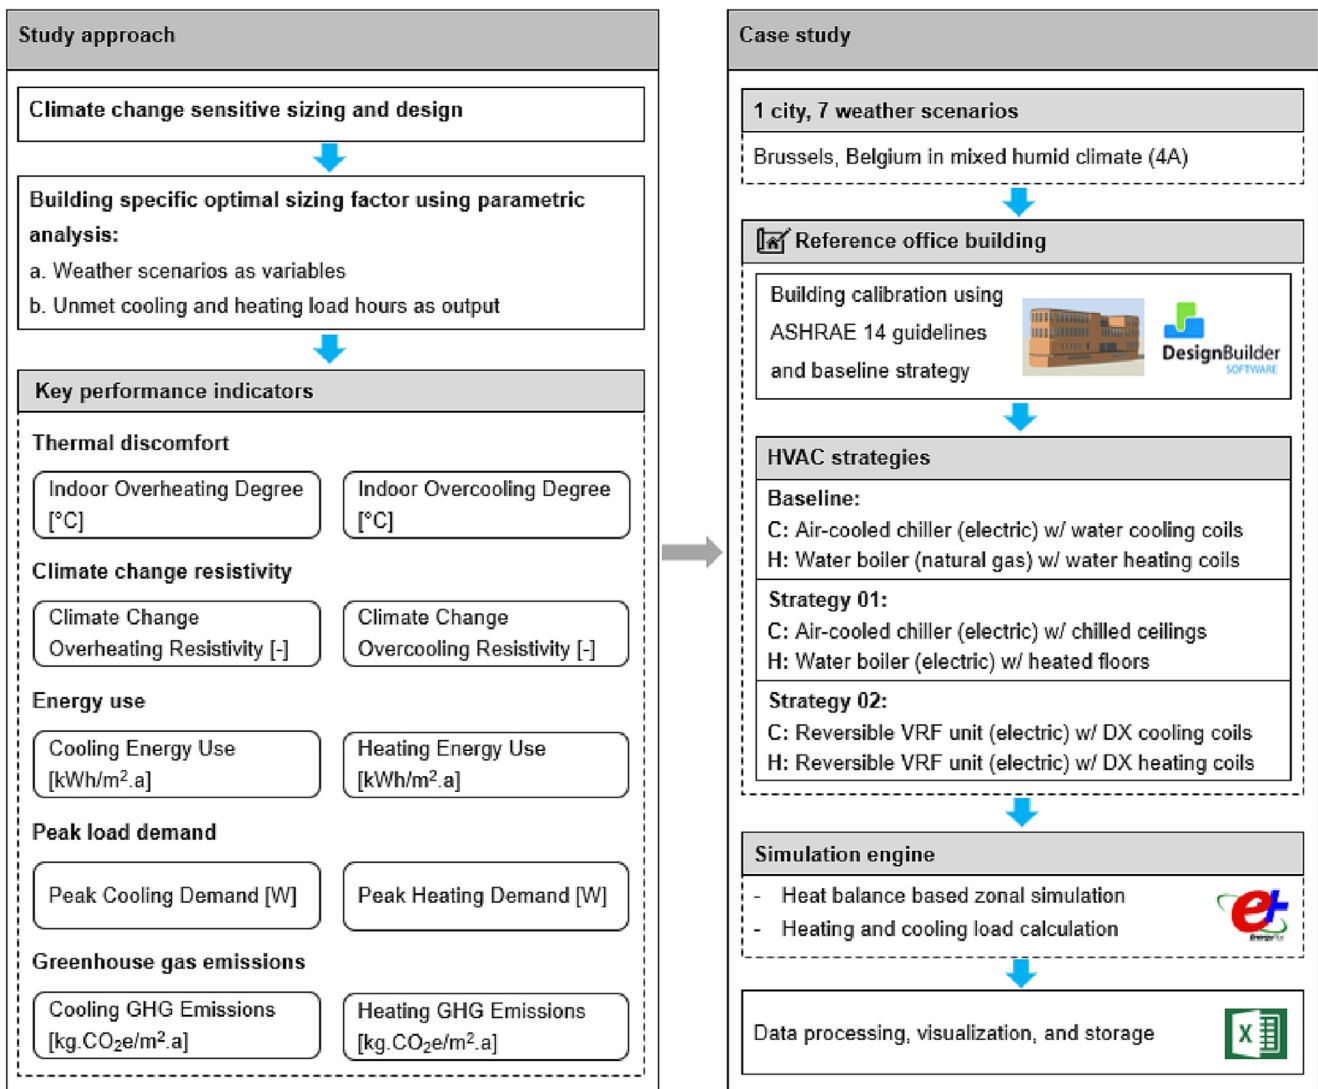 Study approach
Climate change sensitive sizing and design
Building specific optimal sizing factor using parametric
analysis:
a. Weather scenarios as variables
b. Unmet cooling and heating load hours as output
Key performance indicators
Thermal discomfort
Indoor Overheating Degree
[°C]
Indoor Overcooling Degree
[°C]
Climate change resistivity
Climate Change
Overheating Resistivity [-]
Climate Change
Overcooling Resistivity [-]
Energy use
Cooling Energy Use
[kWh/m².a]
Heating Energy Use
[kWh/m².a]
Peak load demand
Peak Cooling Demand [W]
Peak Heating Demand [W]
Greenhouse gas emissions
Cooling GHG Emissions
[kg.CO₂e/m².a]
Heating GHG Emissions
[kg.CO₂e/m².a]
Case study
1 city, 7 weather scenarios
Brussels, Belgium in mixed humid climate (4A)
Reference office building
Building calibration using
ASHRAE 14 guidelines
and baseline strategy
DesignBuilder
SOFTWARE
HVAC strategies
Baseline:
C: Air-cooled chiller (electric) w/ water cooling coils
H: Water boiler (natural gas) w/ water heating coils
Strategy 01:
C: Air-cooled chiller (electric) w/ chilled ceilings
H: Water boiler (electric) w/ heated floors
Strategy 02:
C: Reversible VRF unit (electric) w/ DX cooling coils
H: Reversible VRF unit (electric) w/ DX heating coils
Simulation engine
- Heat balance based zonal simulation
- Heating and cooling load calculation
e+
EnergyPlus
Data processing, visualization, and storage
X